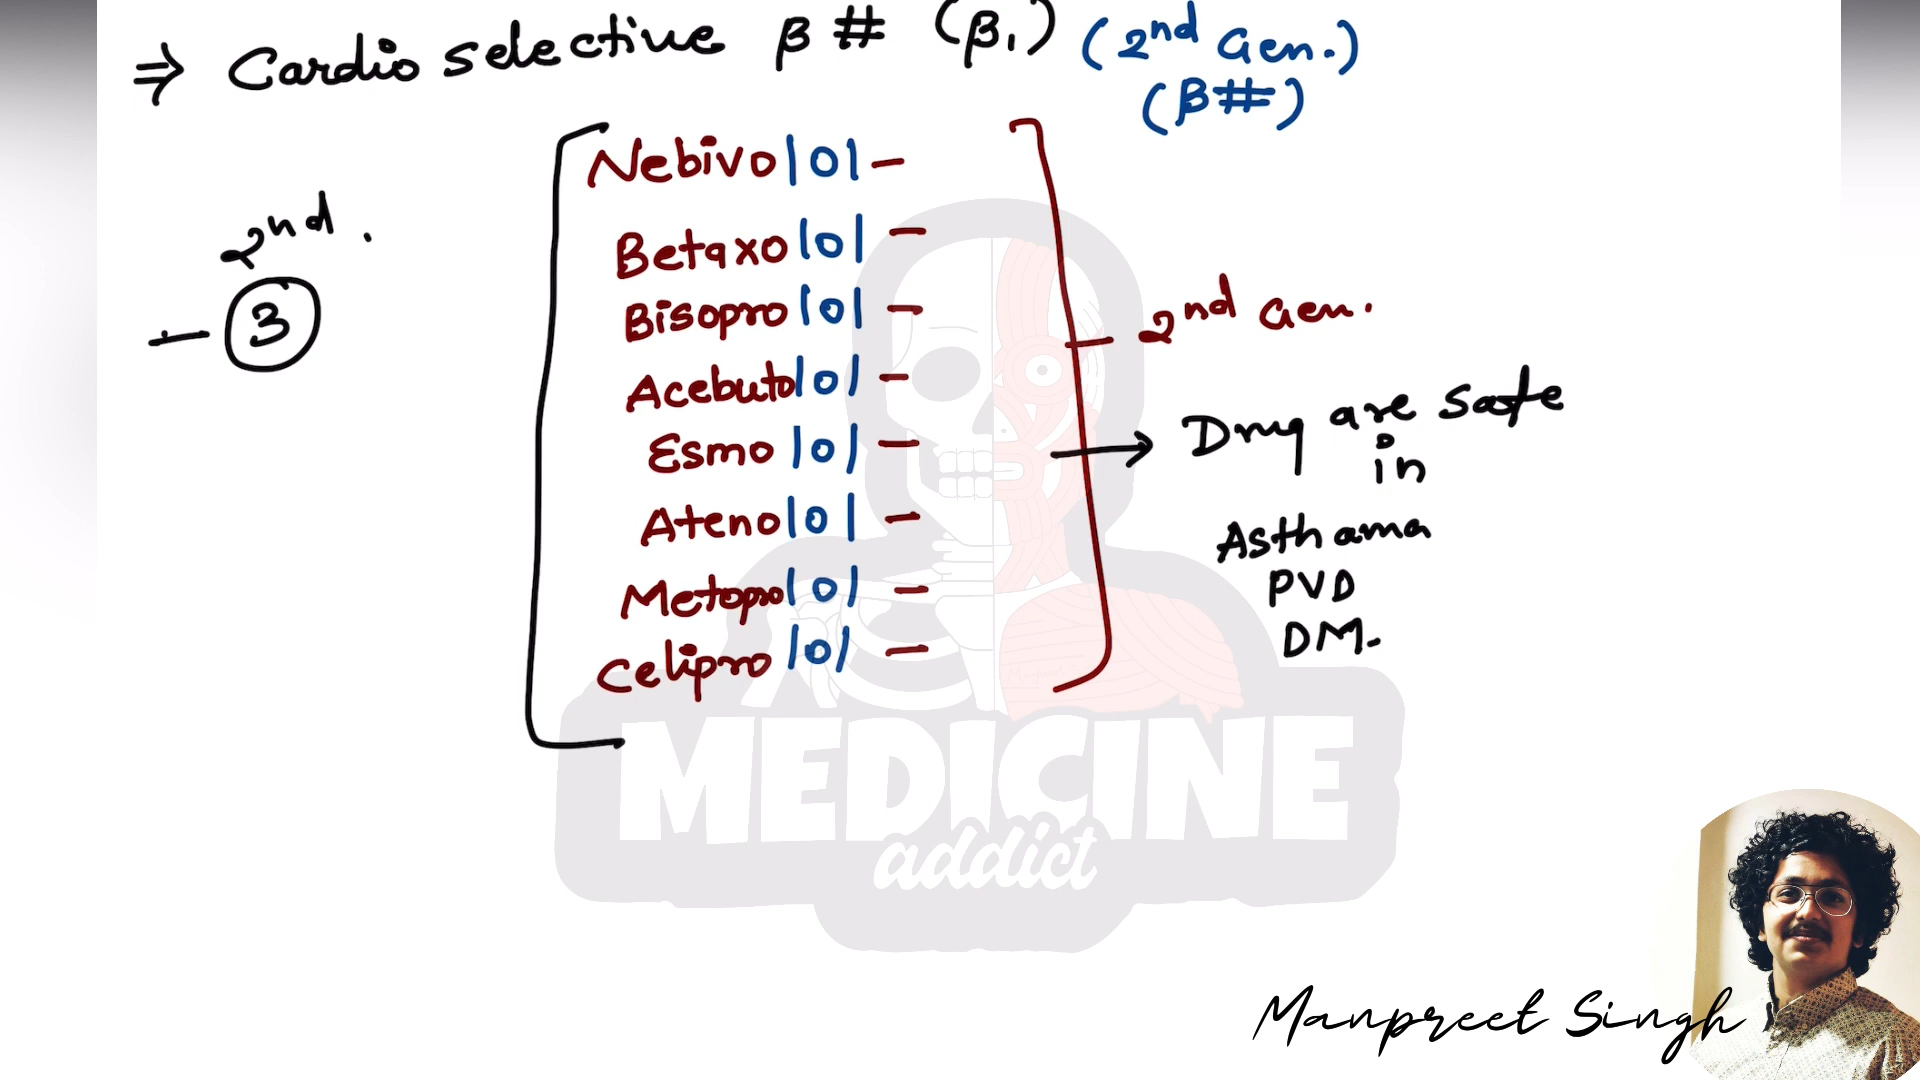 ⇒ Cardio selective β # (β₁) (2nd Gen.)
(β#)
Nebivolol -
Betaxolol -
Bisoprolol -
Acebutolol -
Esmolol -
Atenolol -
Metoprolol -
Celiprolol -
2nd.
- 3
- 2nd Gen.
→ Drug are safe
in
Asthama
PVD
DM.
MEDICINE
addict
Manpreet Singh